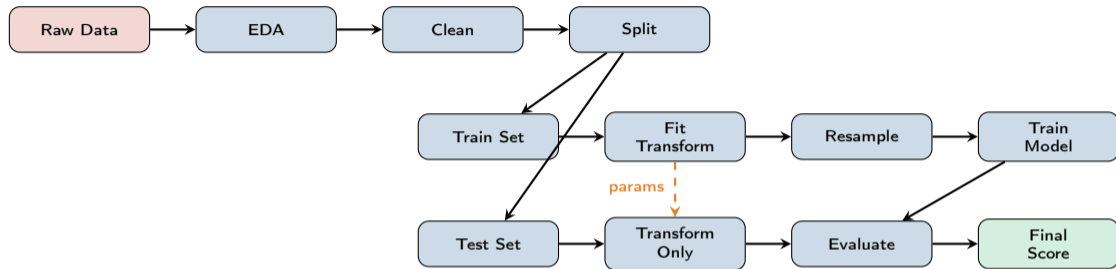 Raw Data
EDA
Clean
Split
Train Set
Fit
Transform
Resample
Train
Model
params
Test Set
Transform
Only
Evaluate
Final
Score